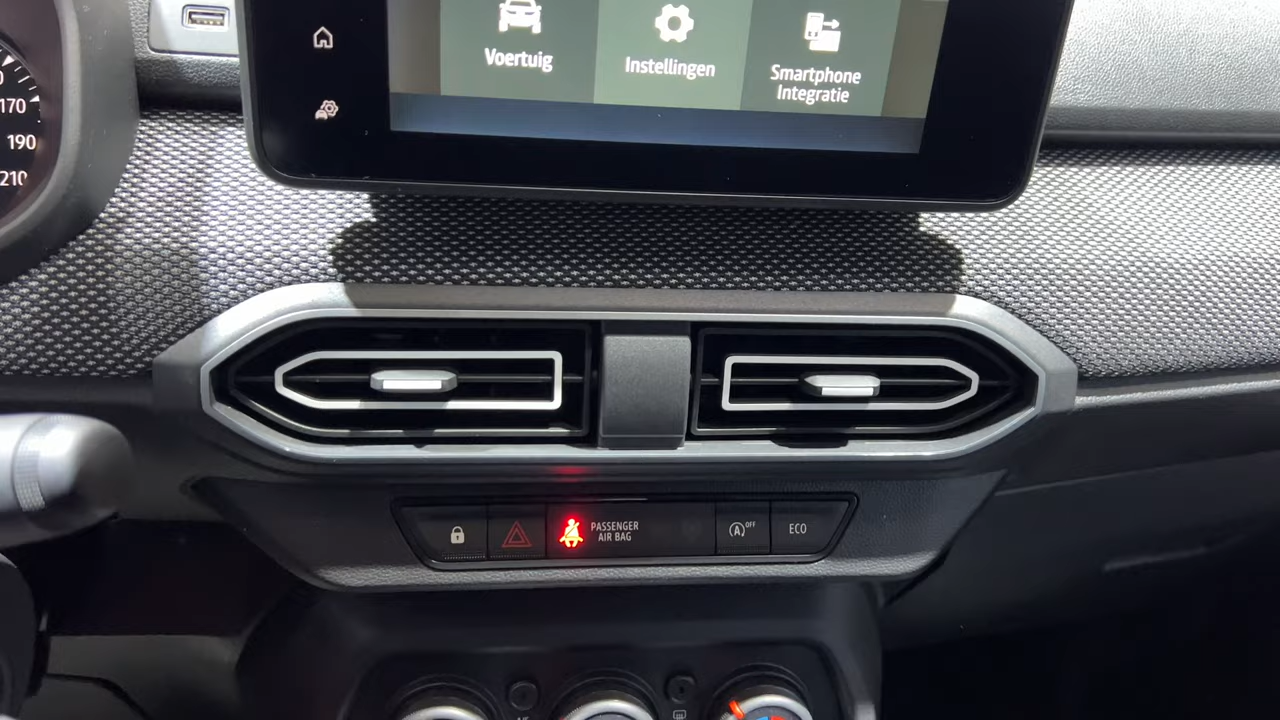 170
190
210
Voertuig
Instellingen
Smartphone
Integratie
PASSENGER
AIR BAG
A OFF
ECO